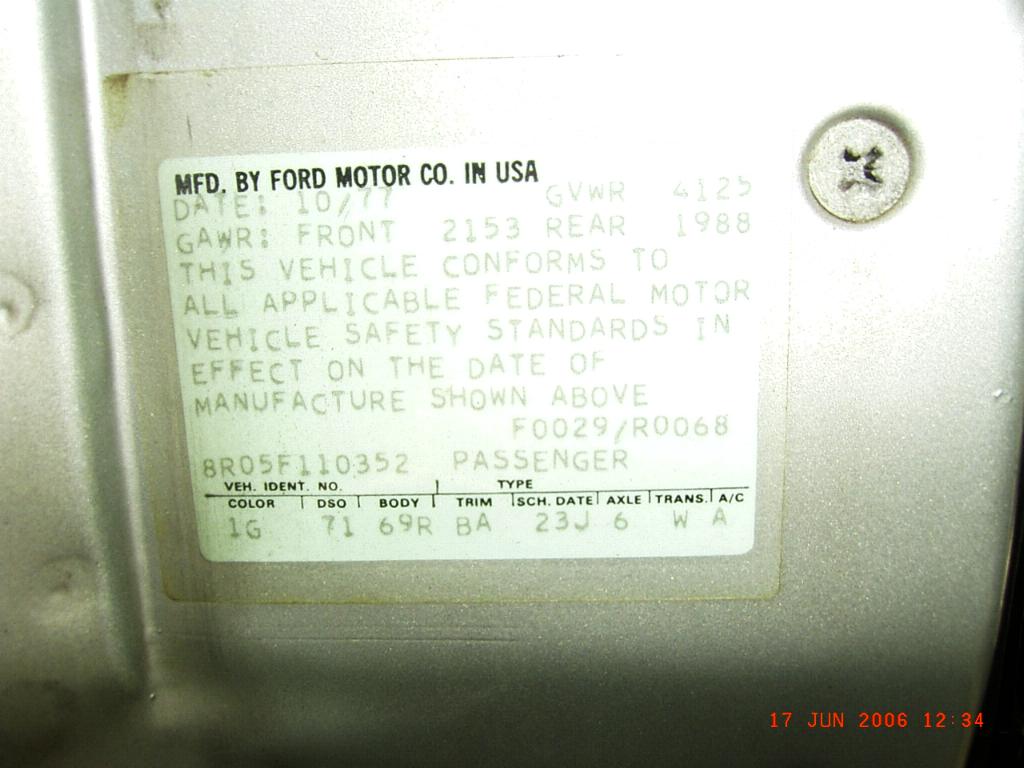 MFD. BY FORD MOTOR CO. IN USA
DATE: 10/77 GVWR 4125
GAWR: FRONT 2153 REAR 1988
THIS VEHICLE CONFORMS TO
ALL APPLICABLE FEDERAL MOTOR
VEHICLE SAFETY STANDARDS IN
EFFECT ON THE DATE OF
MANUFACTURE SHOWN ABOVE
F0029/R0068
8R05F110352 PASSENGER
VEH. IDENT. NO. TYPE
COLOR DSO BODY TRIM SCH. DATE AXLE TRANS. A/C
1G 71 69R BA 23J 6 W A
17 JUN 2006 12:34